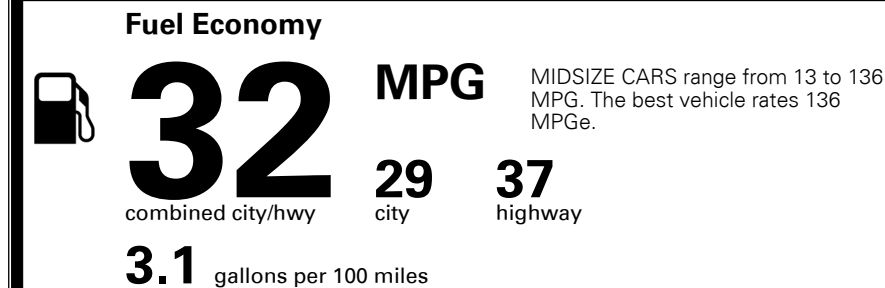 Fuel Economy
32 MPG
MIDSIZE CARS range from 13 to 136
MPG. The best vehicle rates 136
MPGe.
29 37
combined city/hwy city highway
3.1 gallons per 100 miles